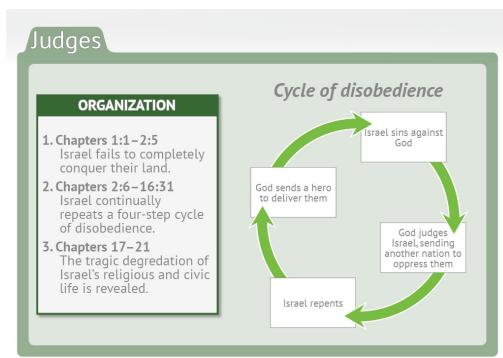 Judges
ORGANIZATION
1. Chapters 1:1–2:5
Israel fails to completely
conquer their land.
2. Chapters 2:6–16:31
Israel continually
repeats a four-step cycle
of disobedience.
3. Chapters 17–21
The tragic degredation of
Israel's religious and civic
life is revealed.
Cycle of disobedience
Israel sins against
God
God judges
Israel, sending
another nation to
oppress them
Israel repents
God sends a hero
to deliver them